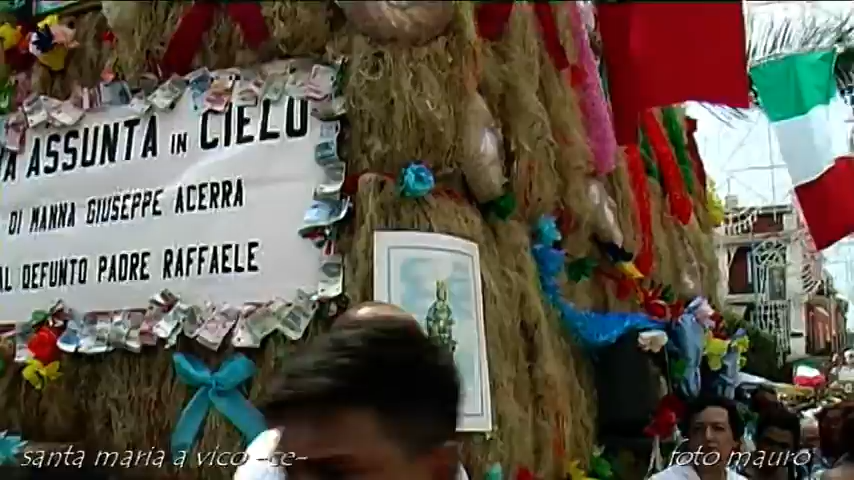 A ASSUNTA IN CIELO
DI MANNA GIUSEPPE ACERRA
AL DEFUNTO PADRE RAFFAELE
santa maria a vico -ce-
foto mauro